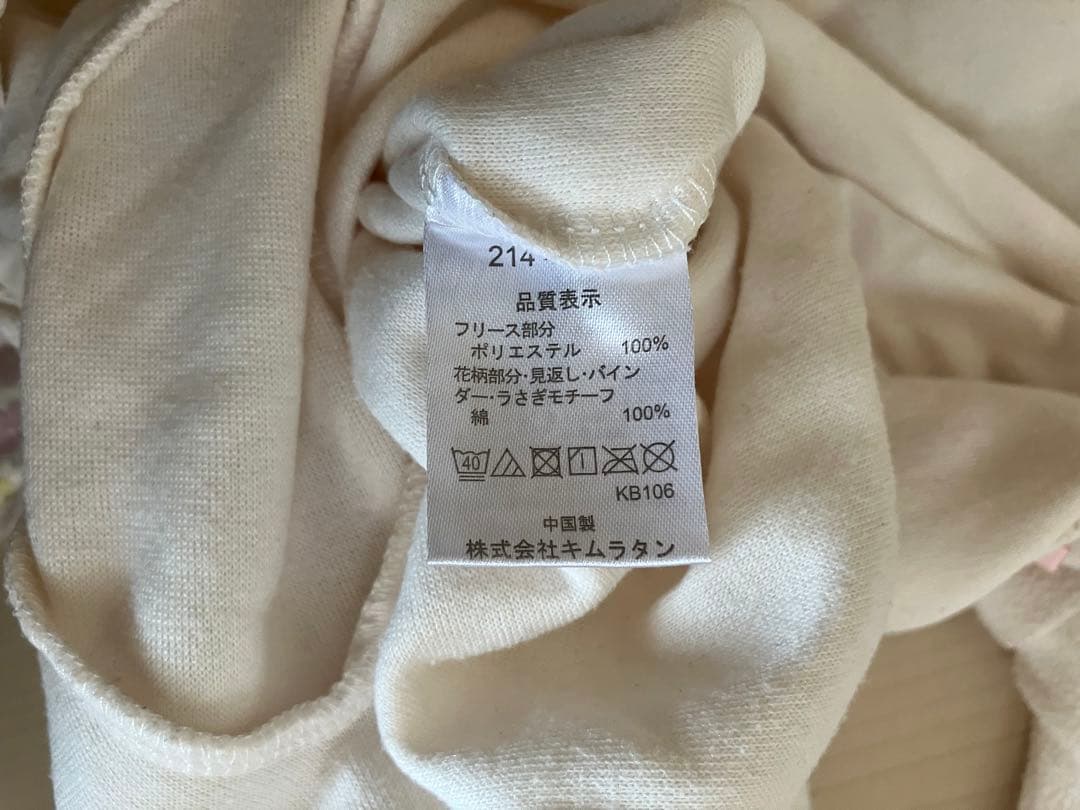 214
品質表示
フリース部分
ポリエステル 100%
花柄部分・見返し・バイン
ダー・うさぎモチーフ
綿 100%
40
KB106
中国製
株式会社キムラタン